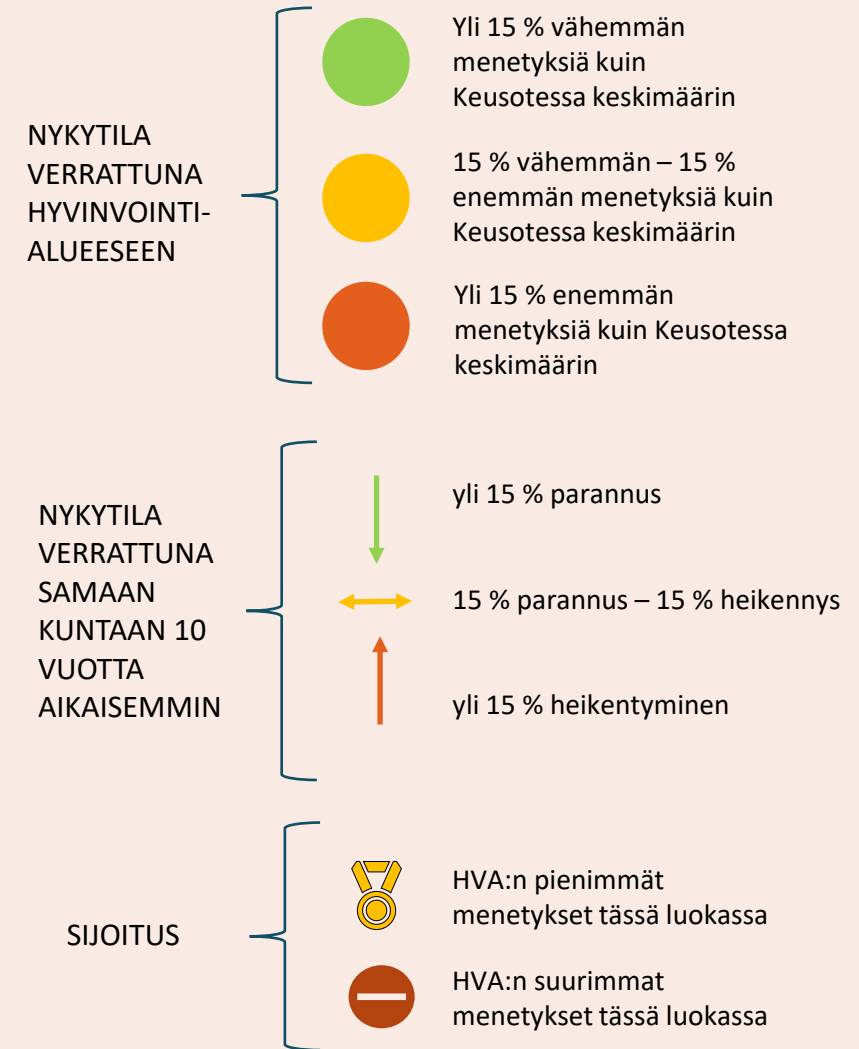 NYKYTILA
VERRATTUNA
HYVINVOINTI-
ALUEESEEN
Yli 15 % vähemmän
menetyksiä kuin
Keusotessa keskimäärin
15 % vähemmän – 15 %
enemmän menetyksiä kuin
Keusotessa keskimäärin
Yli 15 % enemmän
menetyksiä kuin Keusotessa
keskimäärin
NYKYTILA
VERRATTUNA
SAMAAN
KUNTAAN 10
VUOTTA
AIKAISEMMIN
yli 15 % parannus
15 % parannus – 15 % heikennys
yli 15 % heikentyminen
SIJOITUS
HVA:n pienimmät
menetykset tässä luokassa
HVA:n suurimmat
menetykset tässä luokassa